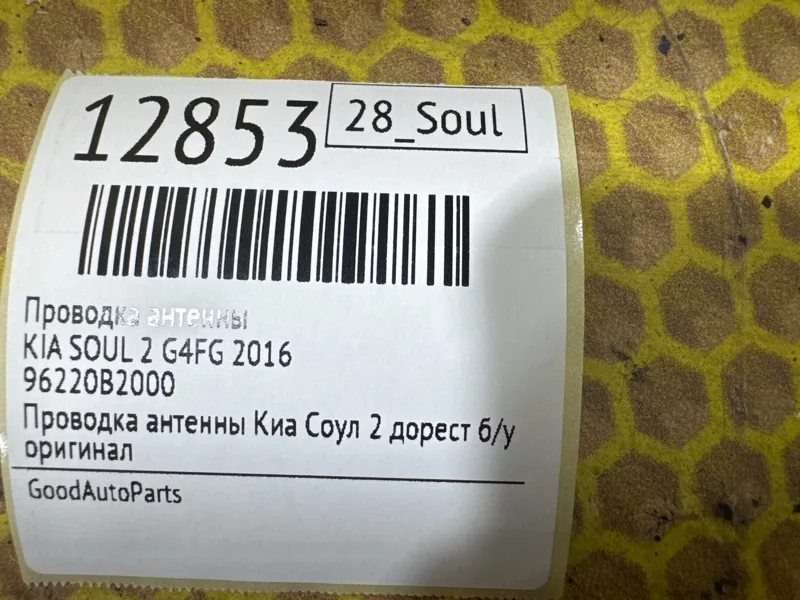 12853
28_Soul
Проводка антенны
KIA SOUL 2 G4FG 2016
96220B2000
Проводка антенны Киа Соул 2 дорест б/у
оригинал
GoodAutoParts